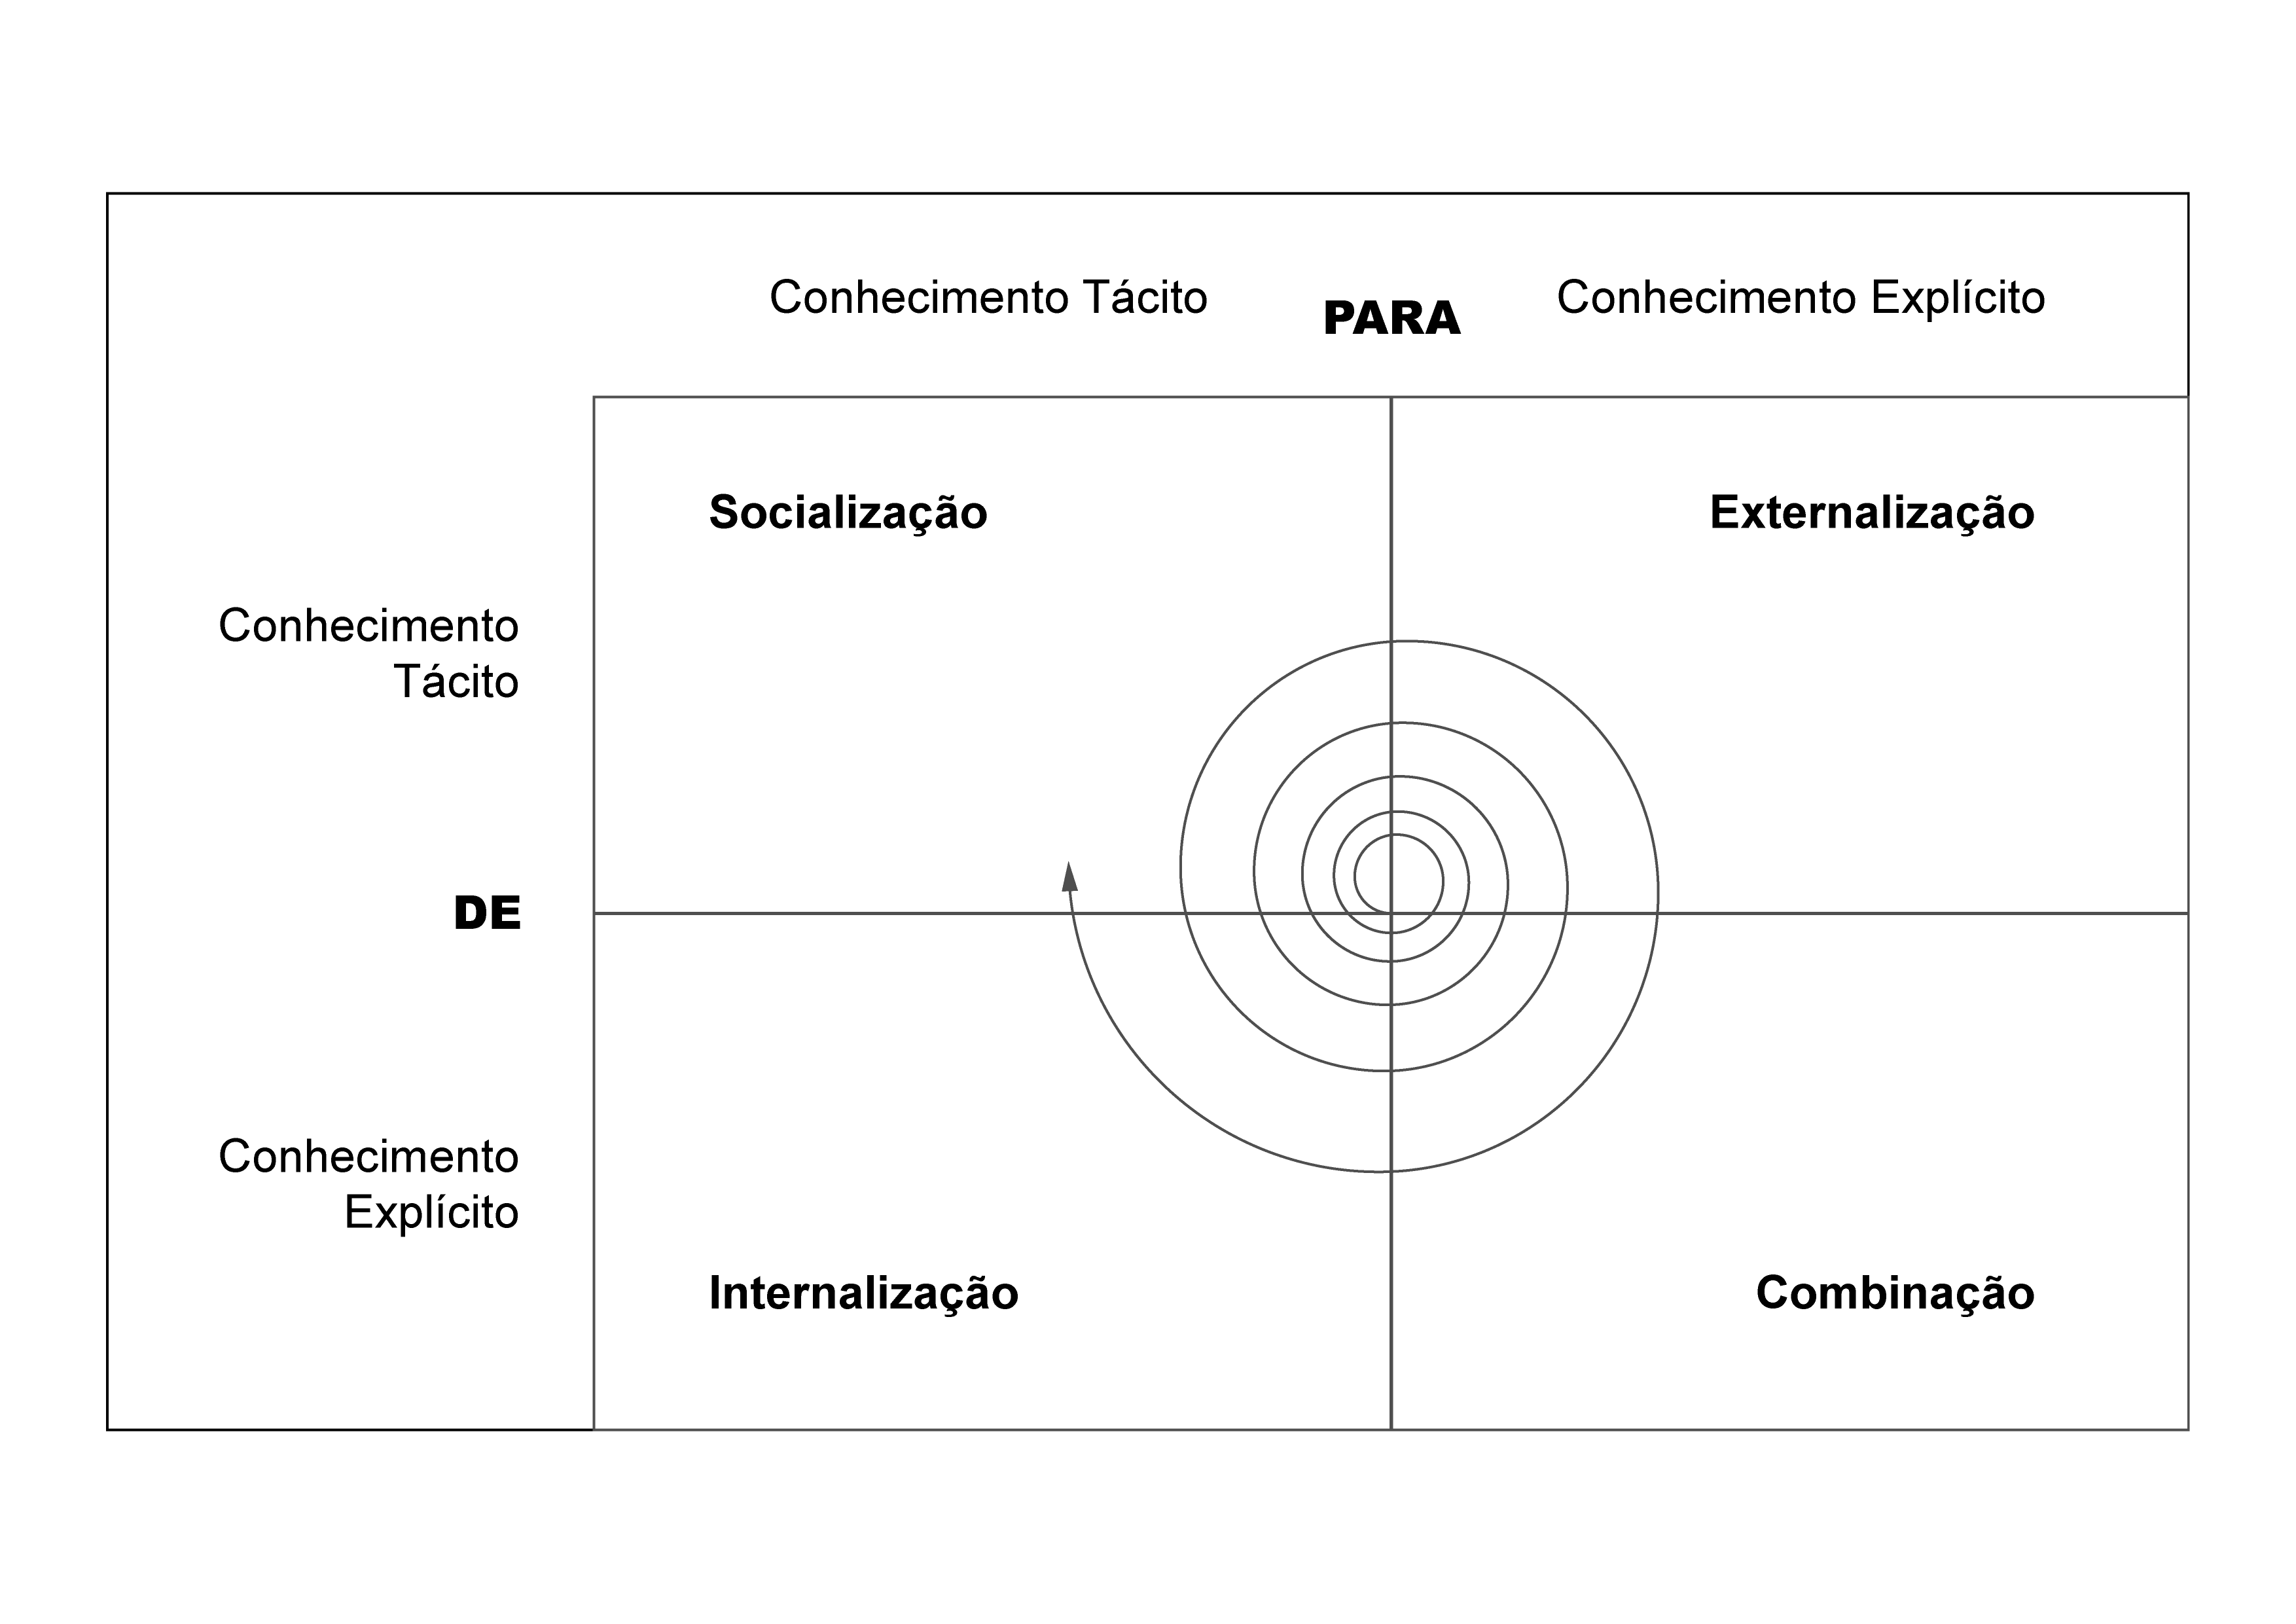 Conhecimento Tácito
PARA
Conhecimento Explícito
Socialização
Externalização
Conhecimento
Tácito
DE
Conhecimento
Explícito
Internalização
Combinação